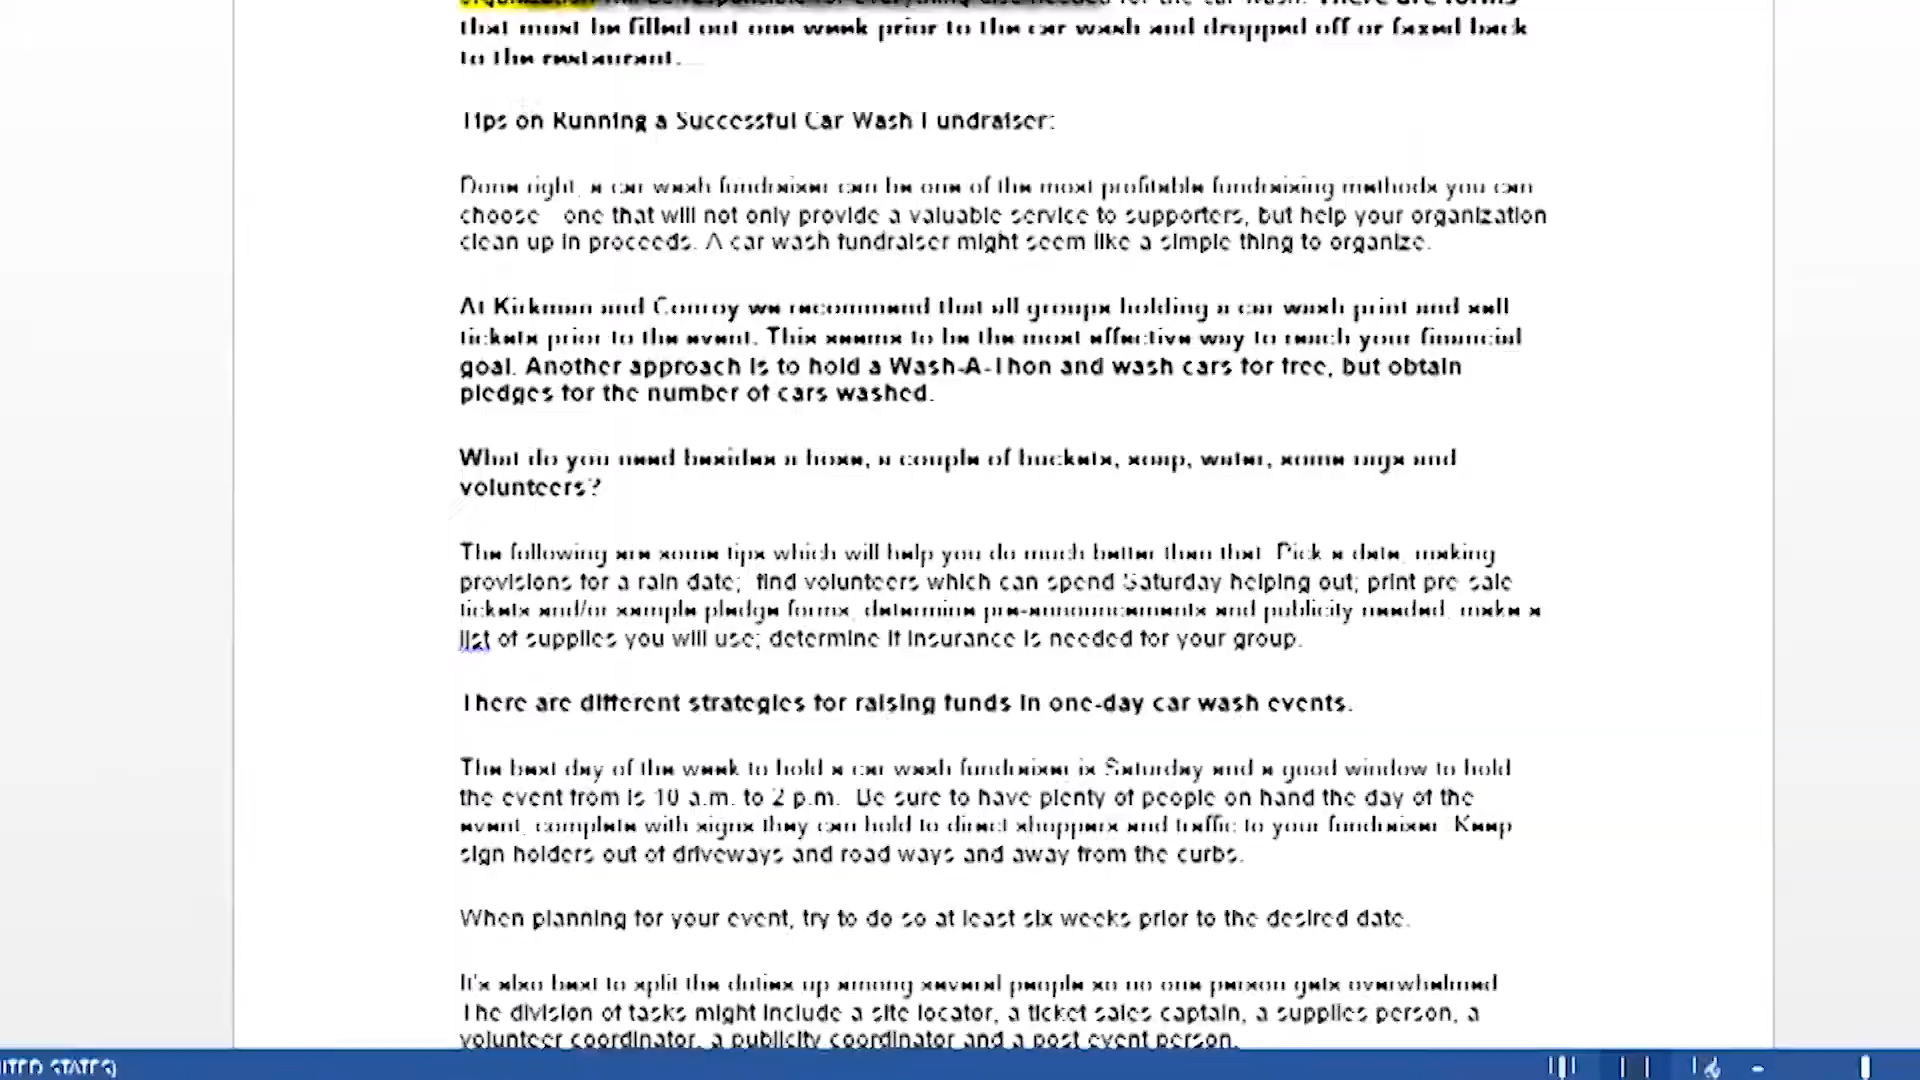 organization will be responsible for everything else needed for the car wash. There are forms
that must be filled out one week prior to the car wash and dropped off or faxed back
to the restaurant.
Tips on Running a Successful Car Wash Fundraiser:
Done right, a car wash fundraiser can be one of the most profitable fundraising methods you can
choose one that will not only provide a valuable service to supporters, but help your organization
clean up in proceeds. A car wash fundraiser might seem like a simple thing to organize.
At Kirkman and Conroy we recommend that all groups holding a car wash print and sell
tickets prior to the event. This seems to be the most effective way to reach your financial
goal. Another approach is to hold a Wash-A-Thon and wash cars for free, but obtain
pledges for the number of cars washed.
What do you need besides a hose, a couple of buckets, soap, water, some rags and
volunteers?
The following are some tips which will help you do much better than that. Pick a date, making
provisions for a rain date; find volunteers which can spend Saturday helping out; print pre-sale
tickets and/or sample pledge forms; determine pre-announcements and publicity needed; make a
list of supplies you will use; determine if insurance is needed for your group.
There are different strategies for raising funds in one-day car wash events.
The best day of the week to hold a car wash fundraiser is Saturday and a good window to hold
the event from is 10 a.m. to 2 p.m. Be sure to have plenty of people on hand the day of the
event, complete with signs they can hold to direct shoppers and traffic to your fundraiser. Keep
sign holders out of driveways and road ways and away from the curbs.
When planning for your event, try to do so at least six weeks prior to the desired date.
It's also best to split the duties up among several people so no one person gets overwhelmed.
The division of tasks might include a site locator, a ticket sales captain, a supplies person, a
volunteer coordinator, a publicity coordinator and a post event person.
ITED STATES)